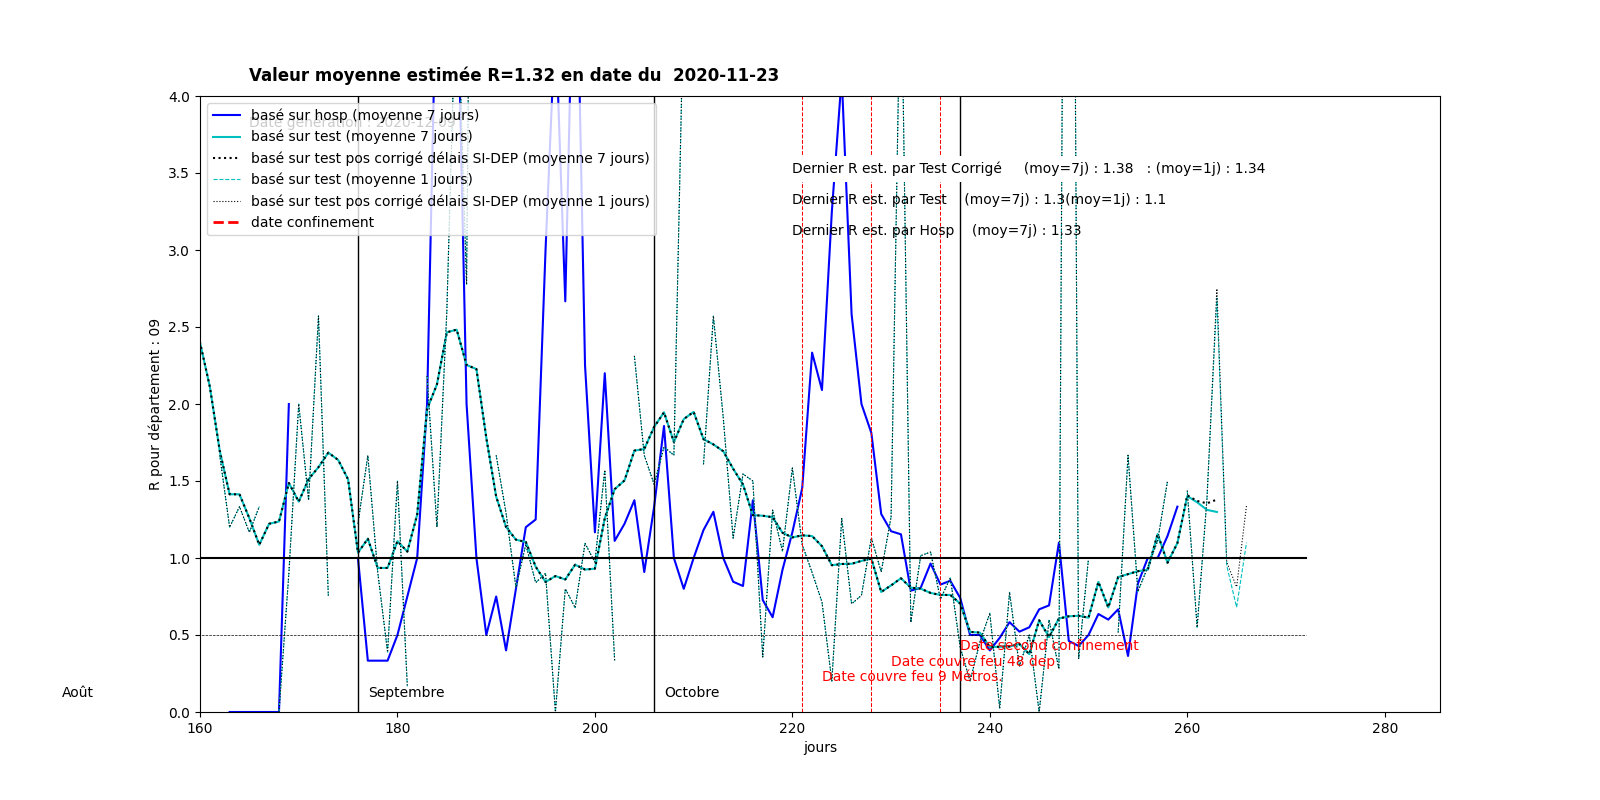 Valeur moyenne estimée R=1.32 en date du  2020-11-23
4.0
3.5
3.0
2.5
2.0
1.5
1.0
0.5
0.0
R pour département : 09
basé sur hosp (moyenne 7 jours)
basé sur test (moyenne 7 jours)
basé sur test pos corrigé délais SI-DEP (moyenne 7 jours)
basé sur test (moyenne 1 jours)
basé sur test pos corrigé délais SI-DEP (moyenne 1 jours)
date confinement
Dernier R est. par Test Corrigé     (moy=7j) : 1.38   : (moy=1j) : 1.34
Dernier R est. par Test    (moy=7j) : 1.3(moy=1j) : 1.1
Dernier R est. par Hosp    (moy=7j) : 1.33
Date second confinement
Date couvre feu 48 dep
Date couvre feu 9 Métros.
Août
Septembre
Octobre
160
180
200
220
240
260
280
jours